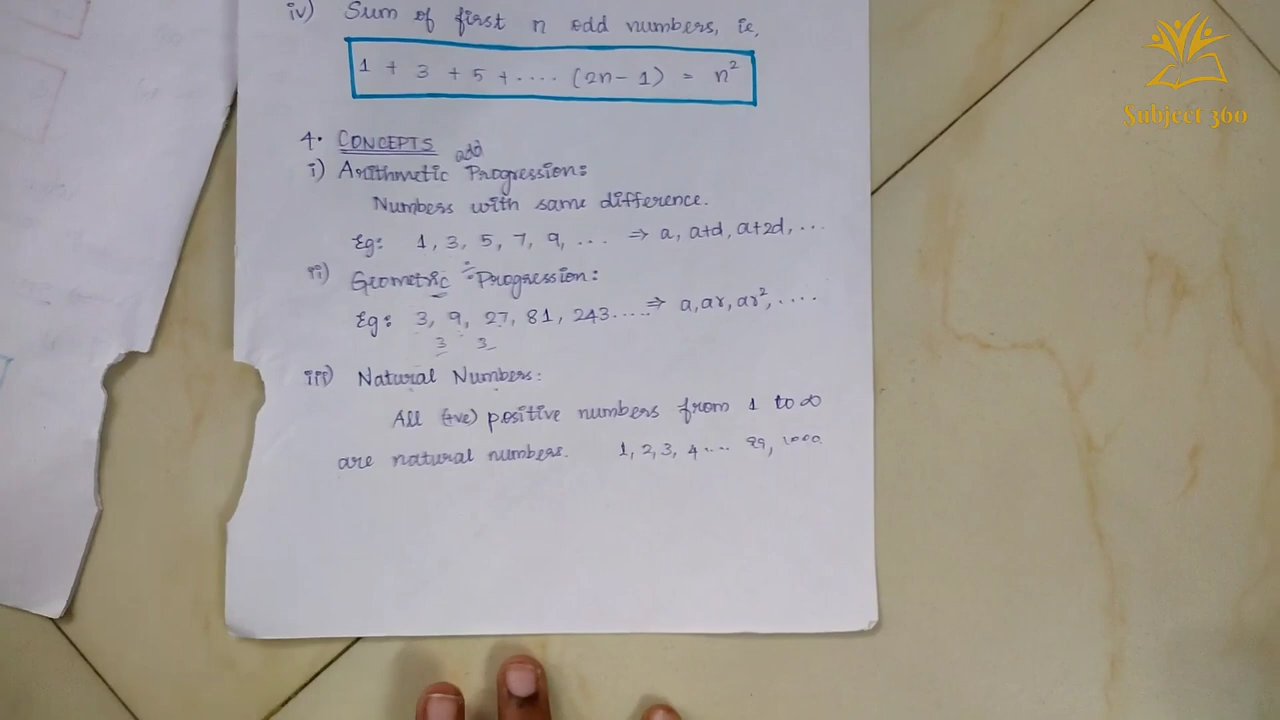 iv) Sum of first n odd numbers, ie,
1 + 3 + 5 + .... (2n - 1) = n²
4. CONCEPTS
add
i) Arithmetic Progression:
Numbers with same difference.
Eg: 1, 3, 5, 7, 9, ... ⇒ a, a+d, a+2d, ...
ii) Geometric ÷ Progression:
Eg: 3, 9, 27, 81, 243..... ⇒ a, ar, ar², ....
3 3
iii) Natural Numbers:
All (+ve) positive numbers from 1 to ∞
are natural numbers. 1, 2, 3, 4 .... 99, 1000
Subject 360